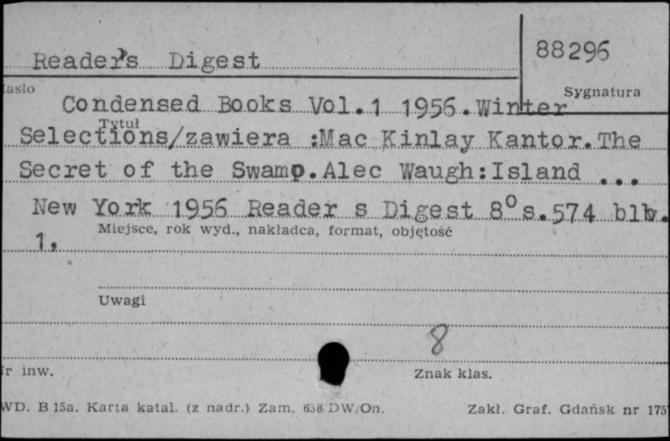 88296
Reader's Digest
asło
Sygnatura
Condensed Books Vol.1 1956.Winter
Tytuł
Selections/zawiera :Mac Kinlay Kantor.The
Secret of the Swamp.Alec Waugh:Island ...
New York 1956 Reader s Digest 8° s.574 blb.
Miejsce, rok wyd., nakładca, format, objętość
1,
Uwagi
8
r inw.
Znak klas.
WD. B 15a. Karta katal. (z nadr.) Zam. 638 DW/On.
Zakł. Graf. Gdańsk nr 175